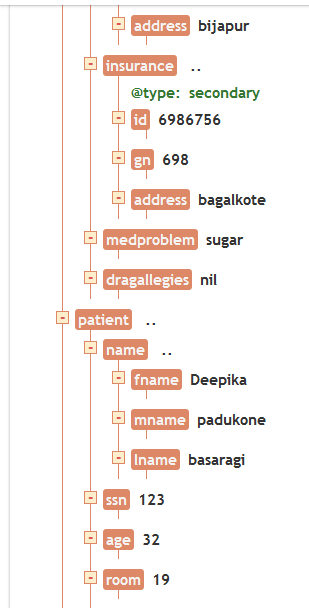 address bijapur
insurance ..
@type: secondary
id 6986756
gn 698
address bagalkote
medproblem sugar
dragallegies nil
patient ..
name ..
fname Deepika
mname padukone
lname basaragi
ssn 123
age 32
room 19